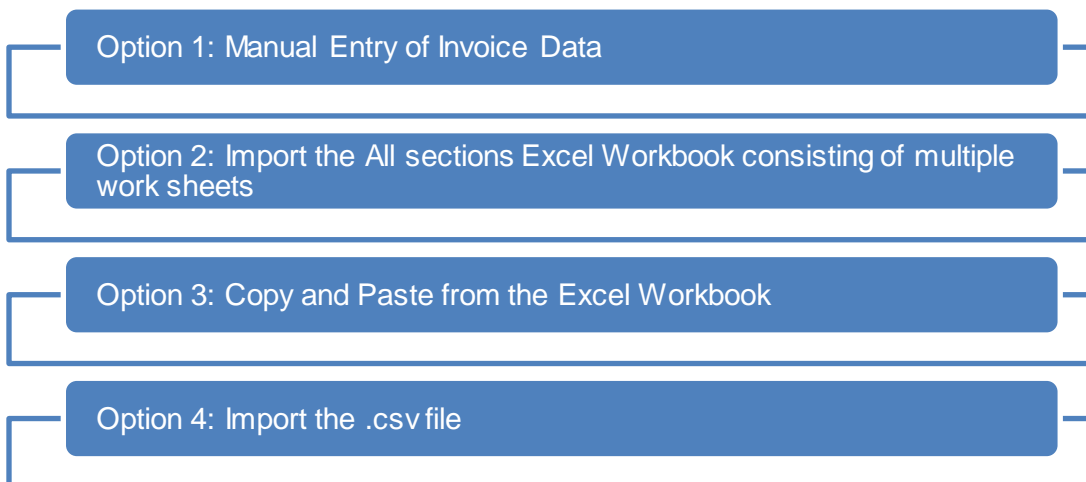 Option 1: Manual Entry of Invoice Data
Option 2: Import the All sections Excel Workbook consisting of multiple
work sheets
Option 3: Copy and Paste from the Excel Workbook
Option 4: Import the .csv file